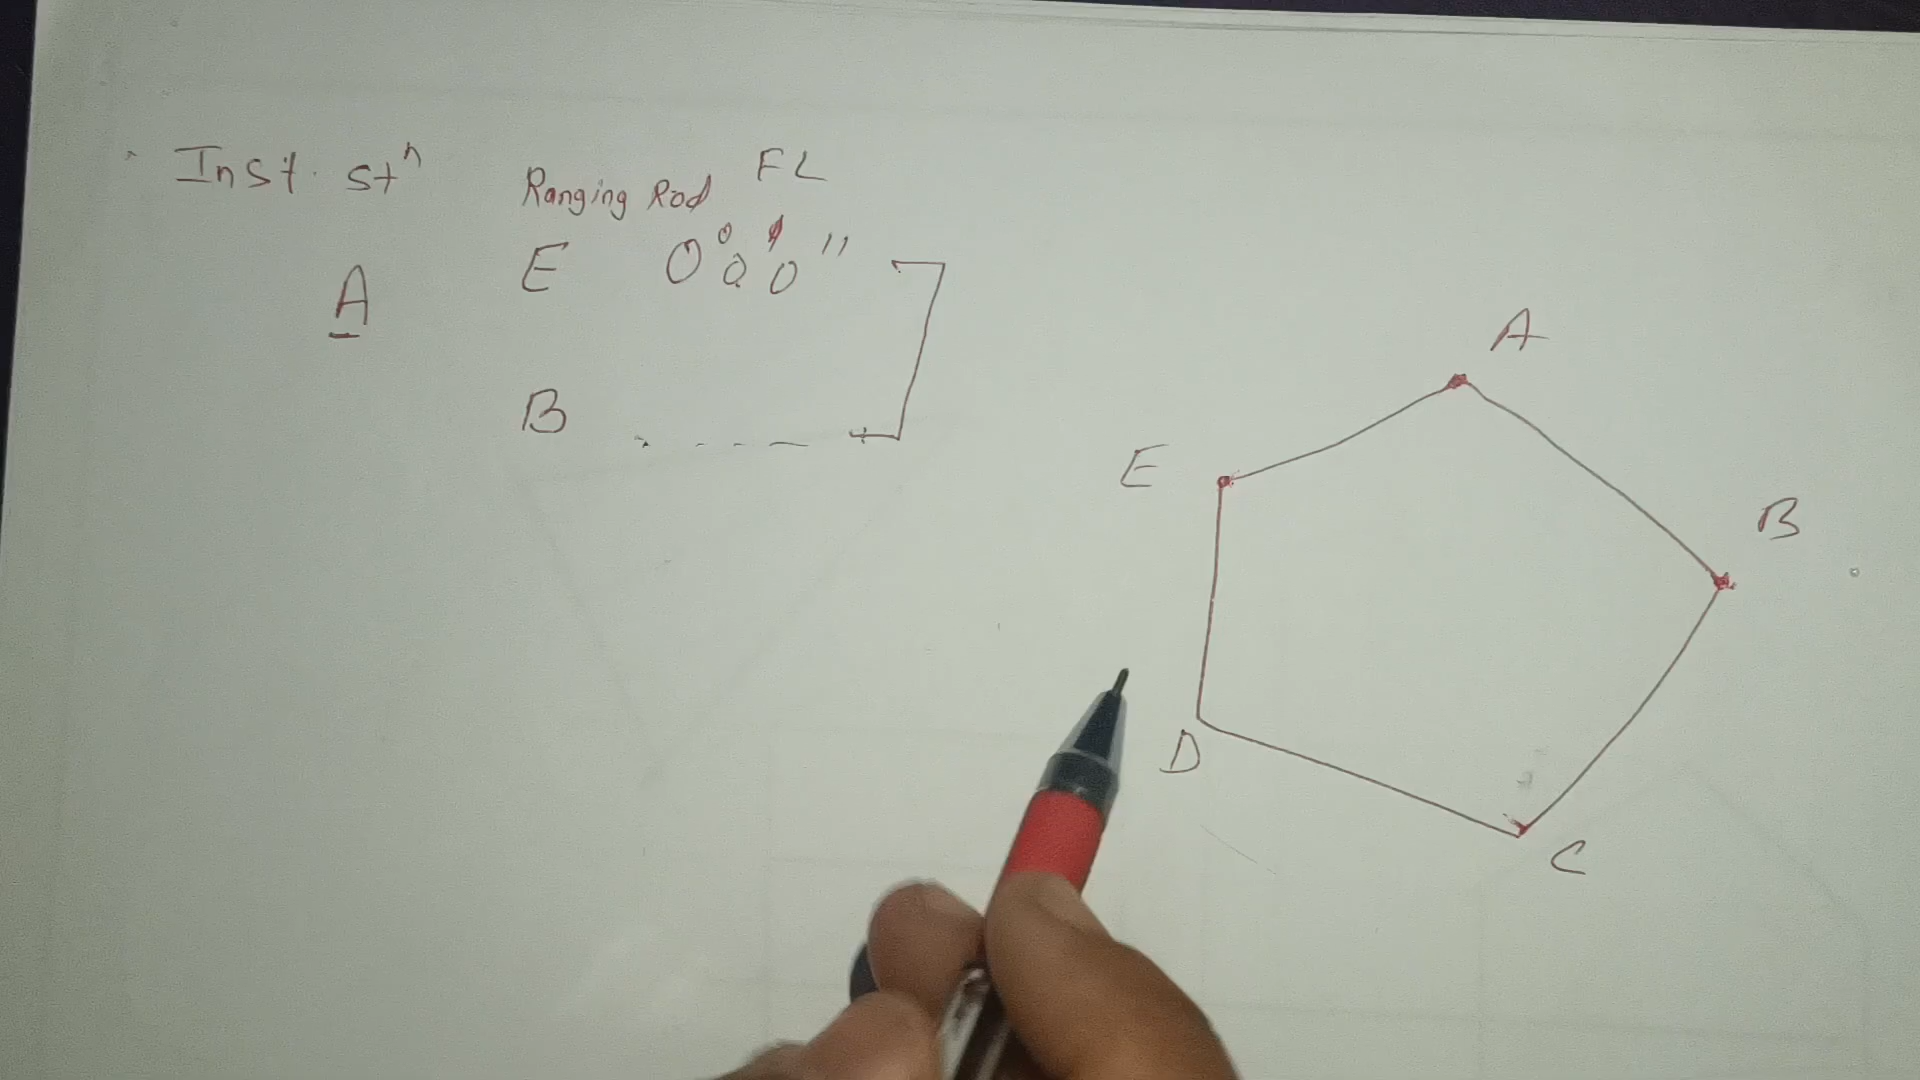 Inst. stⁿ Ranging Rod FL
A E 0° 0' 0"
B
A
E
B
D
C